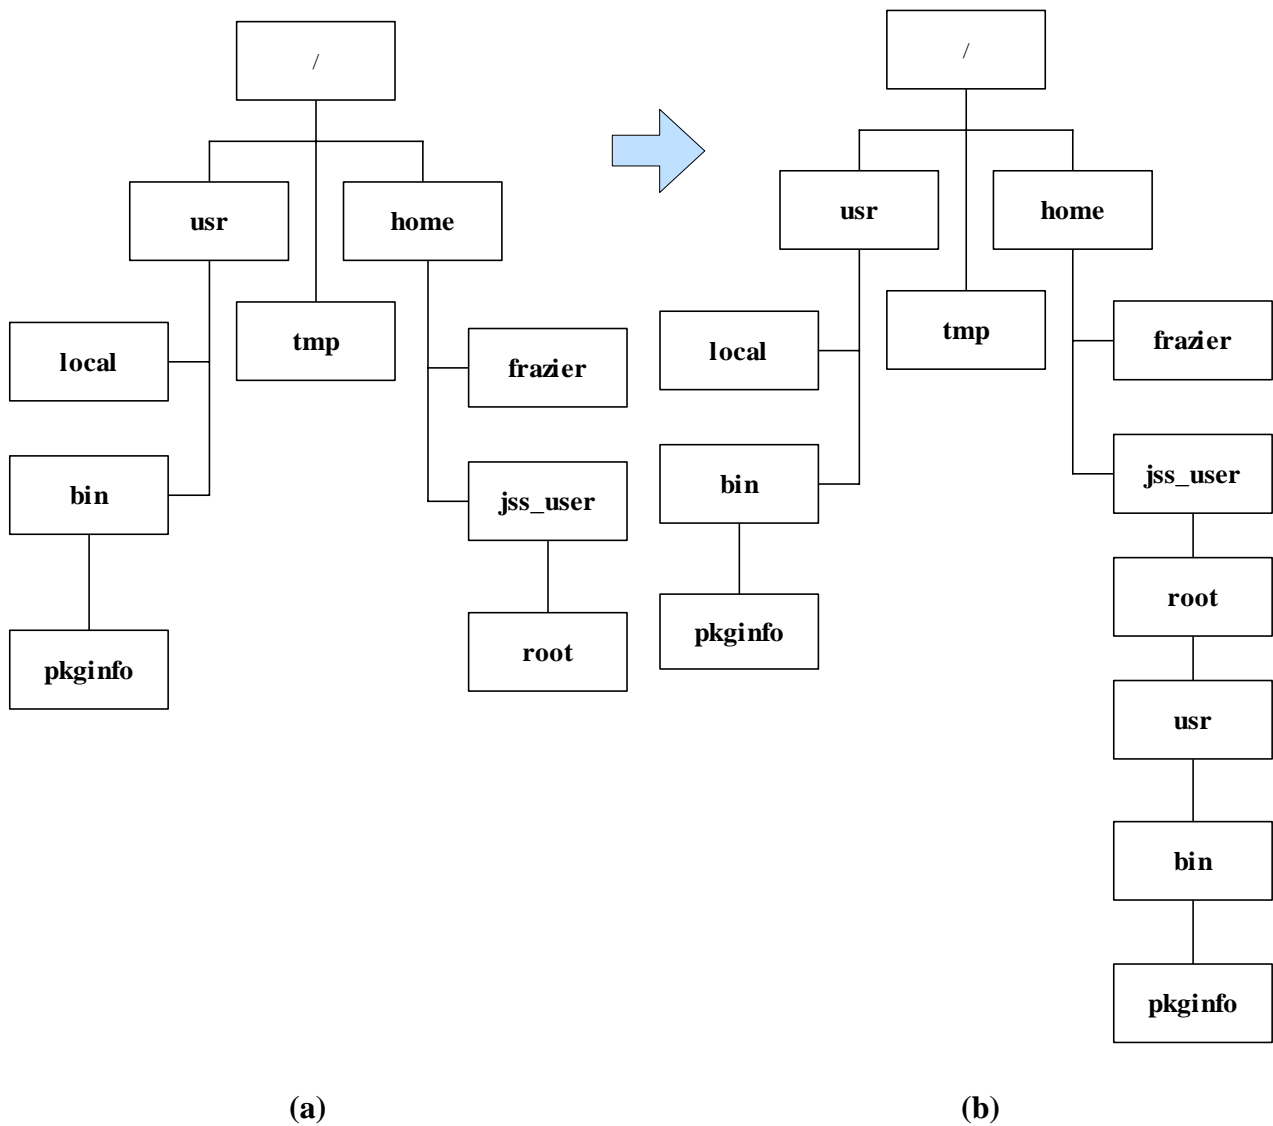 /
usr
home
local
tmp
frazier
bin
jss_user
pkginfo
root
(a)
/
usr
home
local
tmp
frazier
bin
jss_user
pkginfo
root
usr
bin
pkginfo
(b)